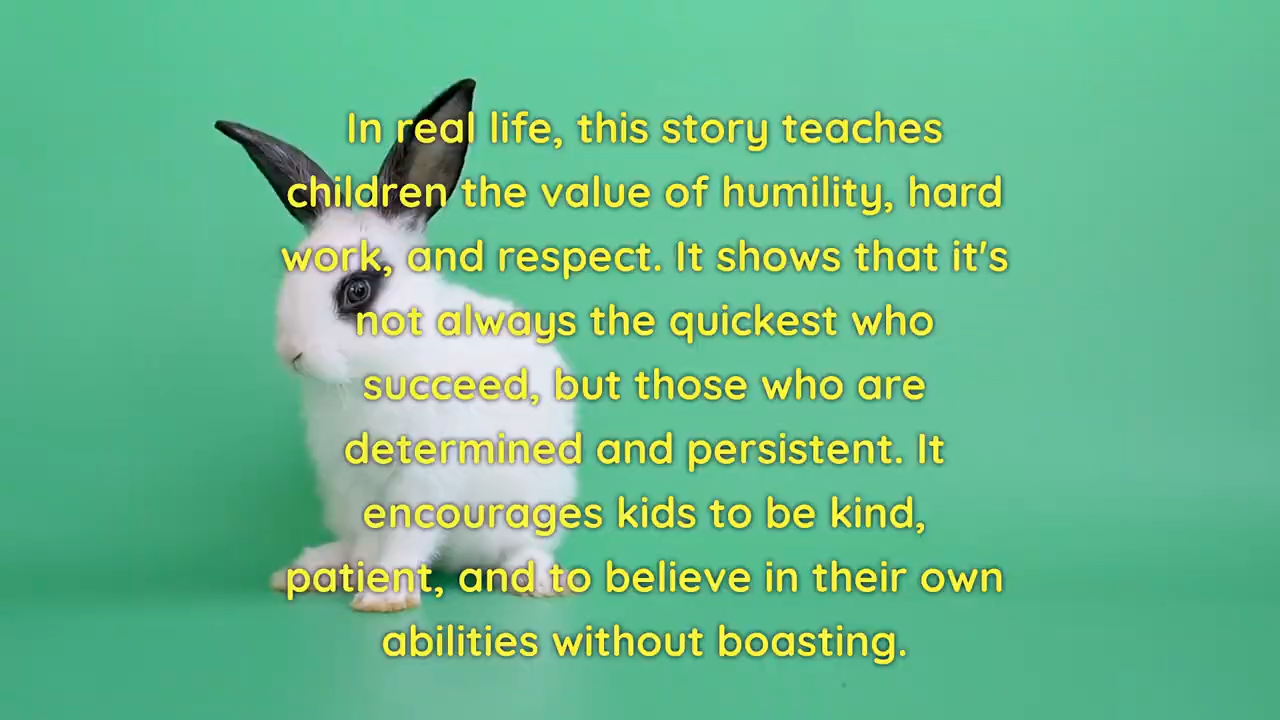 In real life, this story teaches
children the value of humility, hard
work, and respect. It shows that it's
not always the quickest who
succeed, but those who are
determined and persistent. It
encourages kids to be kind,
patient, and to believe in their own
abilities without boasting.